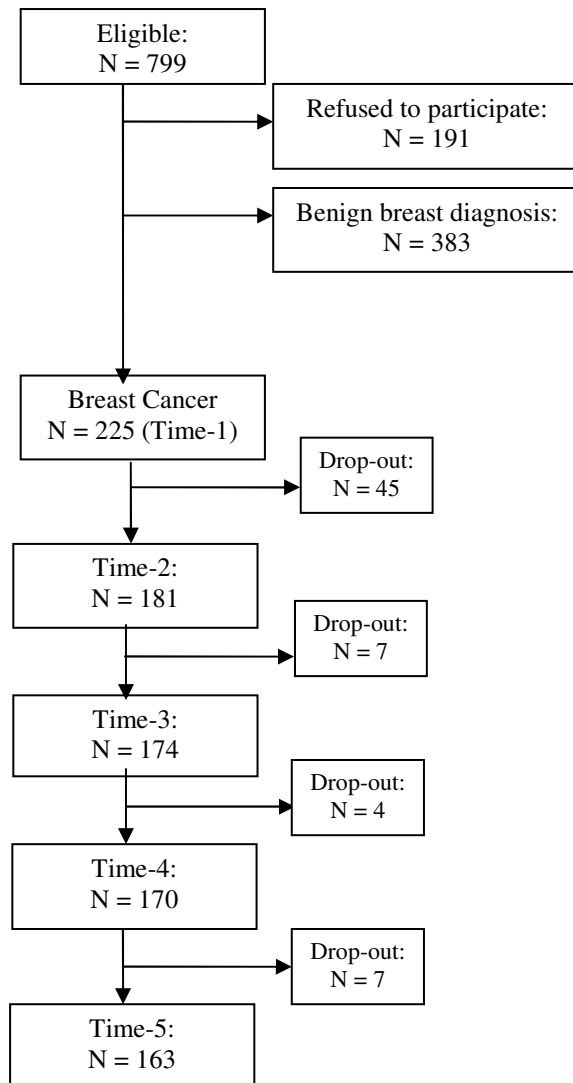 Eligible:
N = 799
Refused to participate:
N = 191
Benign breast diagnosis:
N = 383
Breast Cancer
N = 225 (Time-1)
Drop-out:
N = 45
Time-2:
N = 181
Drop-out:
N = 7
Time-3:
N = 174
Drop-out:
N = 4
Time-4:
N = 170
Drop-out:
N = 7
Time-5:
N = 163